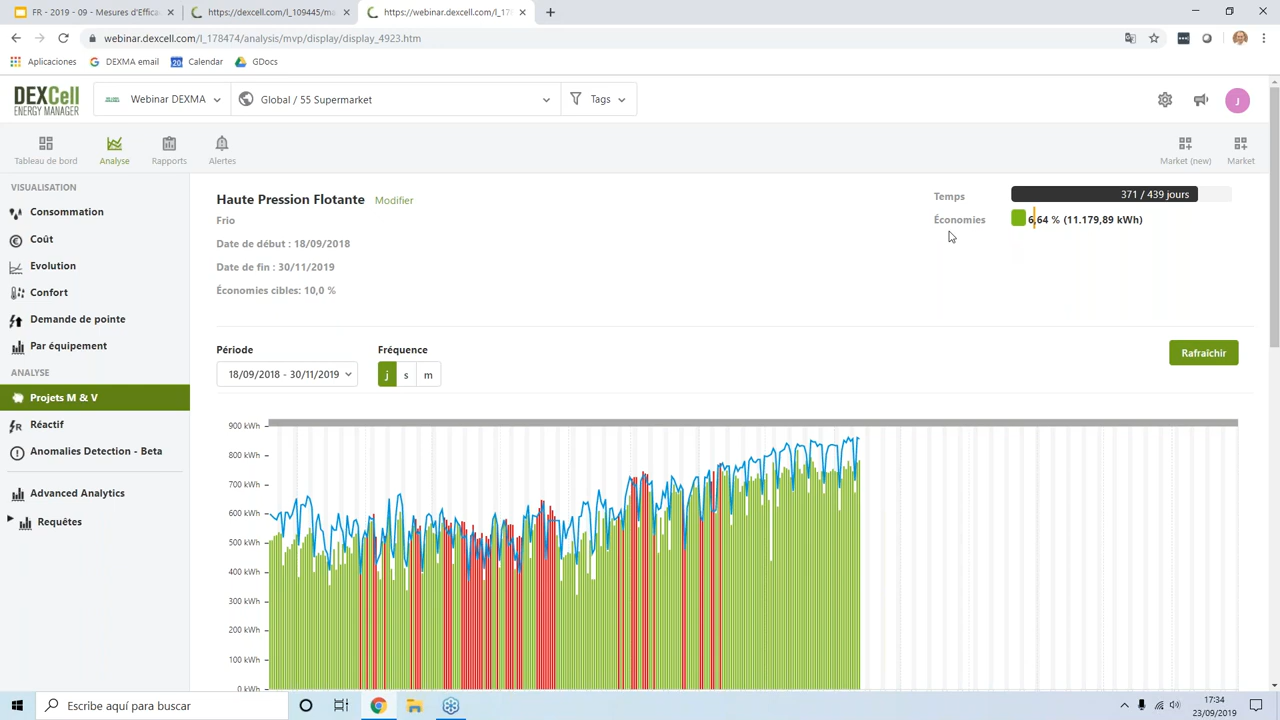 FR - 2019 - 09 - Mesures d'Effica
https://dexcell.com/l_109445/ma
https://webinar.dexcell.com/l_17
webinar.dexcell.com/l_178474/analysis/mvp/display/display_4923.htm
Aplicaciones
DEXMA email
Calendar
GDocs
DEXCell
ENERGY MANAGER
Webinar DEXMA
Global / 55 Supermarket
Tags
J
Tableau de bord
Analyse
Rapports
Alertes
Market (new)
Market
VISUALISATION
Consommation
Coût
Evolution
Confort
Demande de pointe
Par équipement
ANALYSE
Projets M & V
Réactif
Anomalies Detection - Beta
Advanced Analytics
Requêtes
Haute Pression Flotante Modifier
Frio
Date de début : 18/09/2018
Date de fin : 30/11/2019
Économies cibles: 10,0 %
Temps 371 / 439 jours
Économies 6,64 % (11.179,89 kWh)
Période
18/09/2018 - 30/11/2019
Fréquence
j s m
Rafraîchir
900 kWh
800 kWh
700 kWh
600 kWh
500 kWh
400 kWh
300 kWh
200 kWh
100 kWh
0 kWh
Escribe aquí para buscar
17:34
23/09/2019